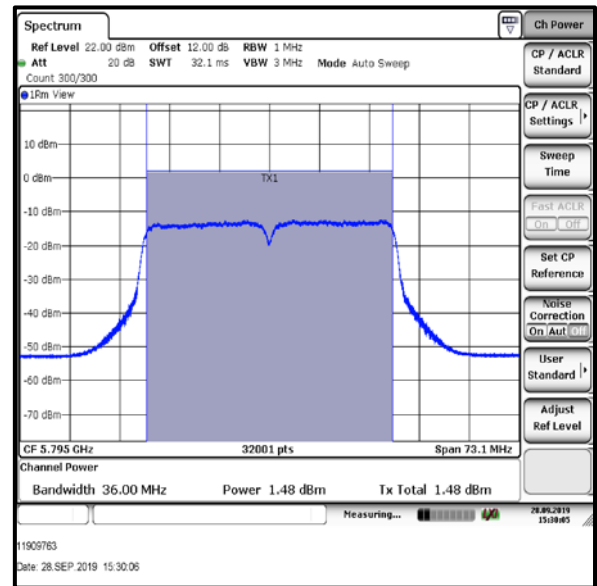 Spectrum
Ch Power
Ref Level 22.00 dBm Offset 12.00 dB RBW 1 MHz
Att 20 dB SWT 32.1 ms VBW 3 MHz Mode Auto Sweep
Count 300/300
1Rm View
10 dBm
0 dBm
TX1
-10 dBm
-20 dBm
-30 dBm
-40 dBm
-50 dBm
-60 dBm
-70 dBm
CF 5.795 GHz 32001 pts Span 73.1 MHz
Channel Power
Bandwidth 36.00 MHz Power 1.48 dBm Tx Total 1.48 dBm
CP / ACLR
Standard
CP / ACLR
Settings
Sweep
Time
Fast ACLR
On Off
Set CP
Reference
Noise
Correction
On Aut Off
User
Standard
Adjust
Ref Level
Measuring...
28.09.2019
15:30:05
11909763
Date: 28.SEP.2019 15:30:06